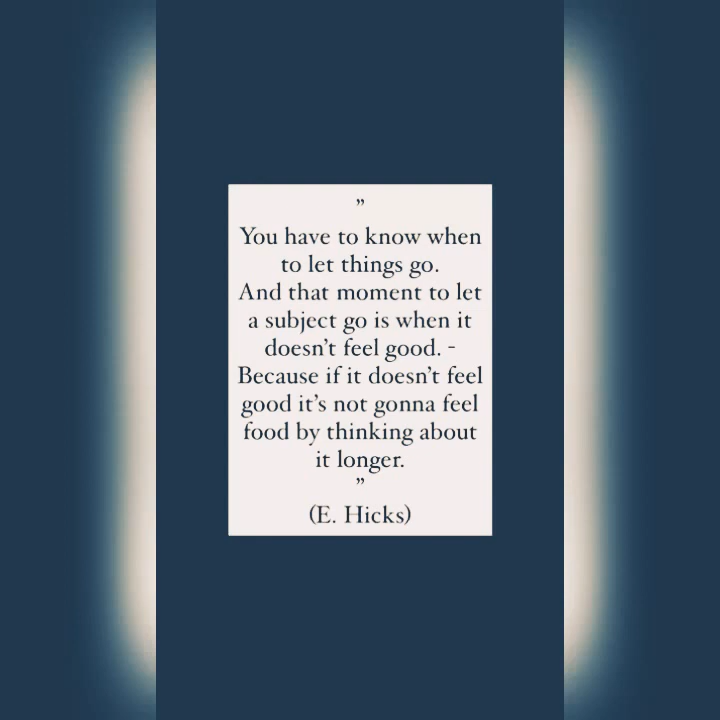 ”
You have to know when
to let things go.
And that moment to let
a subject go is when it
doesn’t feel good. -
Because if it doesn’t feel
good it’s not gonna feel
food by thinking about
it longer.
”
(E. Hicks)